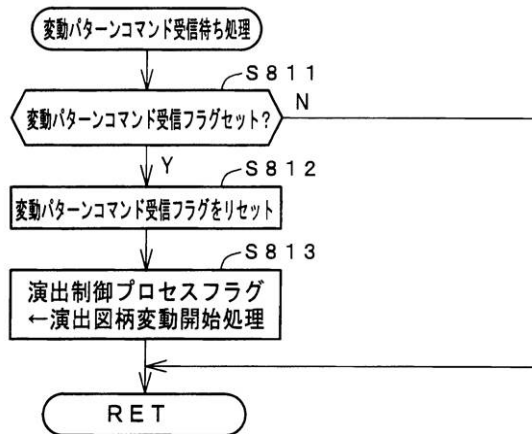 変動パターンコマンド受信待ち処理
S811
変動パターンコマンド受信フラグセット?
N
Y
S812
変動パターンコマンド受信フラグをリセット
S813
演出制御プロセスフラグ
←演出図柄変動開始処理
RET